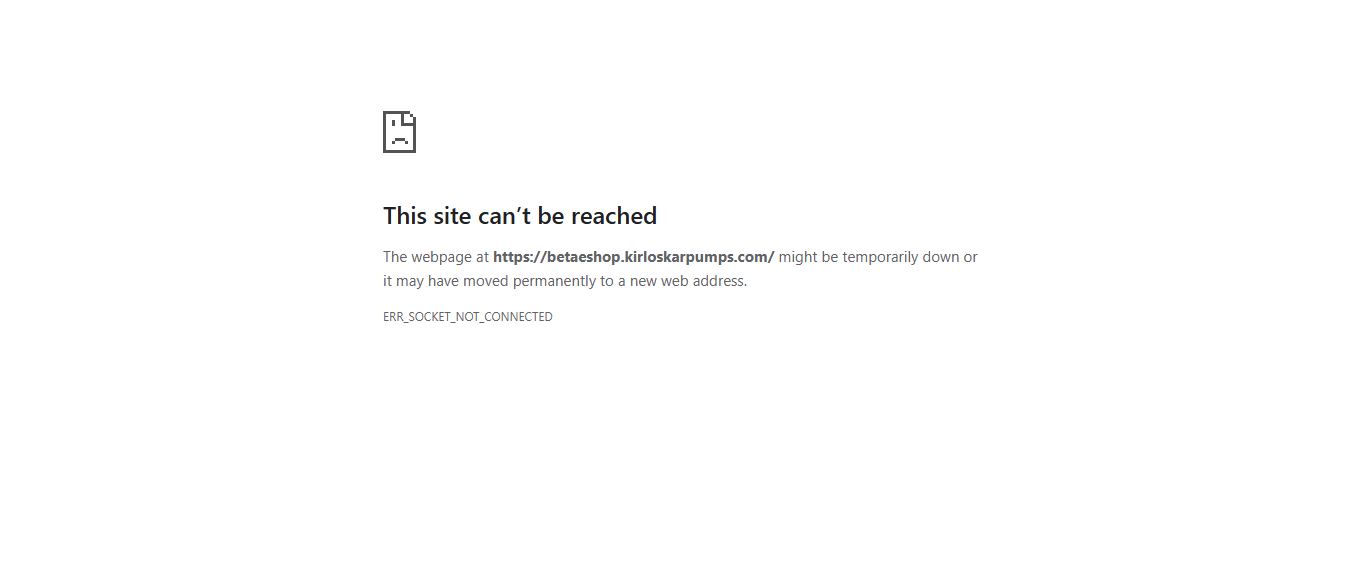 This site can’t be reached
The webpage at https://betaeshop.kirloskarpumps.com/ might be temporarily down or
it may have moved permanently to a new web address.
ERR_SOCKET_NOT_CONNECTED